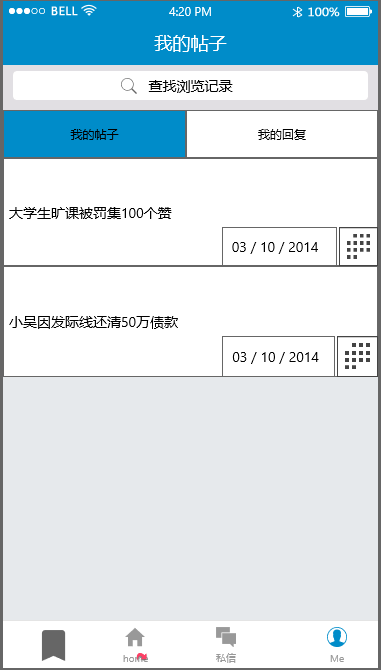 BELL 4:20 PM 100%
我的帖子
查找浏览记录
我的帖子 我的回复
大学生旷课被罚集100个赞
03 / 10 / 2014
小吴因发际线还清50万债款
03 / 10 / 2014
home 私信 Me